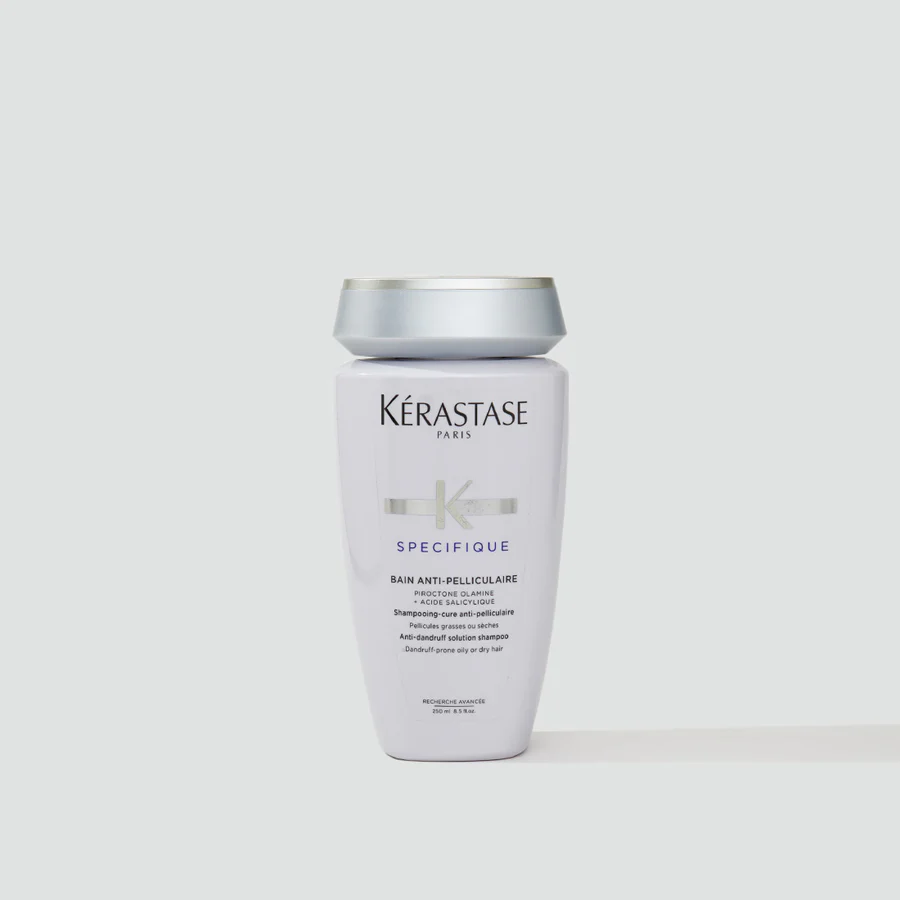 KÉRASTASE
PARIS
K
SPECIFIQUE
BAIN ANTI-PELLICULAIRE
PIROCTONE OLAMINE
+ ACIDE SALICYLIQUE
Shampooing-cure anti-pelliculaire
Pellicules grasses ou sèches
Anti-dandruff solution shampoo
Dandruff-prone oily or dry hair
RECHERCHE AVANCÉE
250 ml 8.5 fl.oz